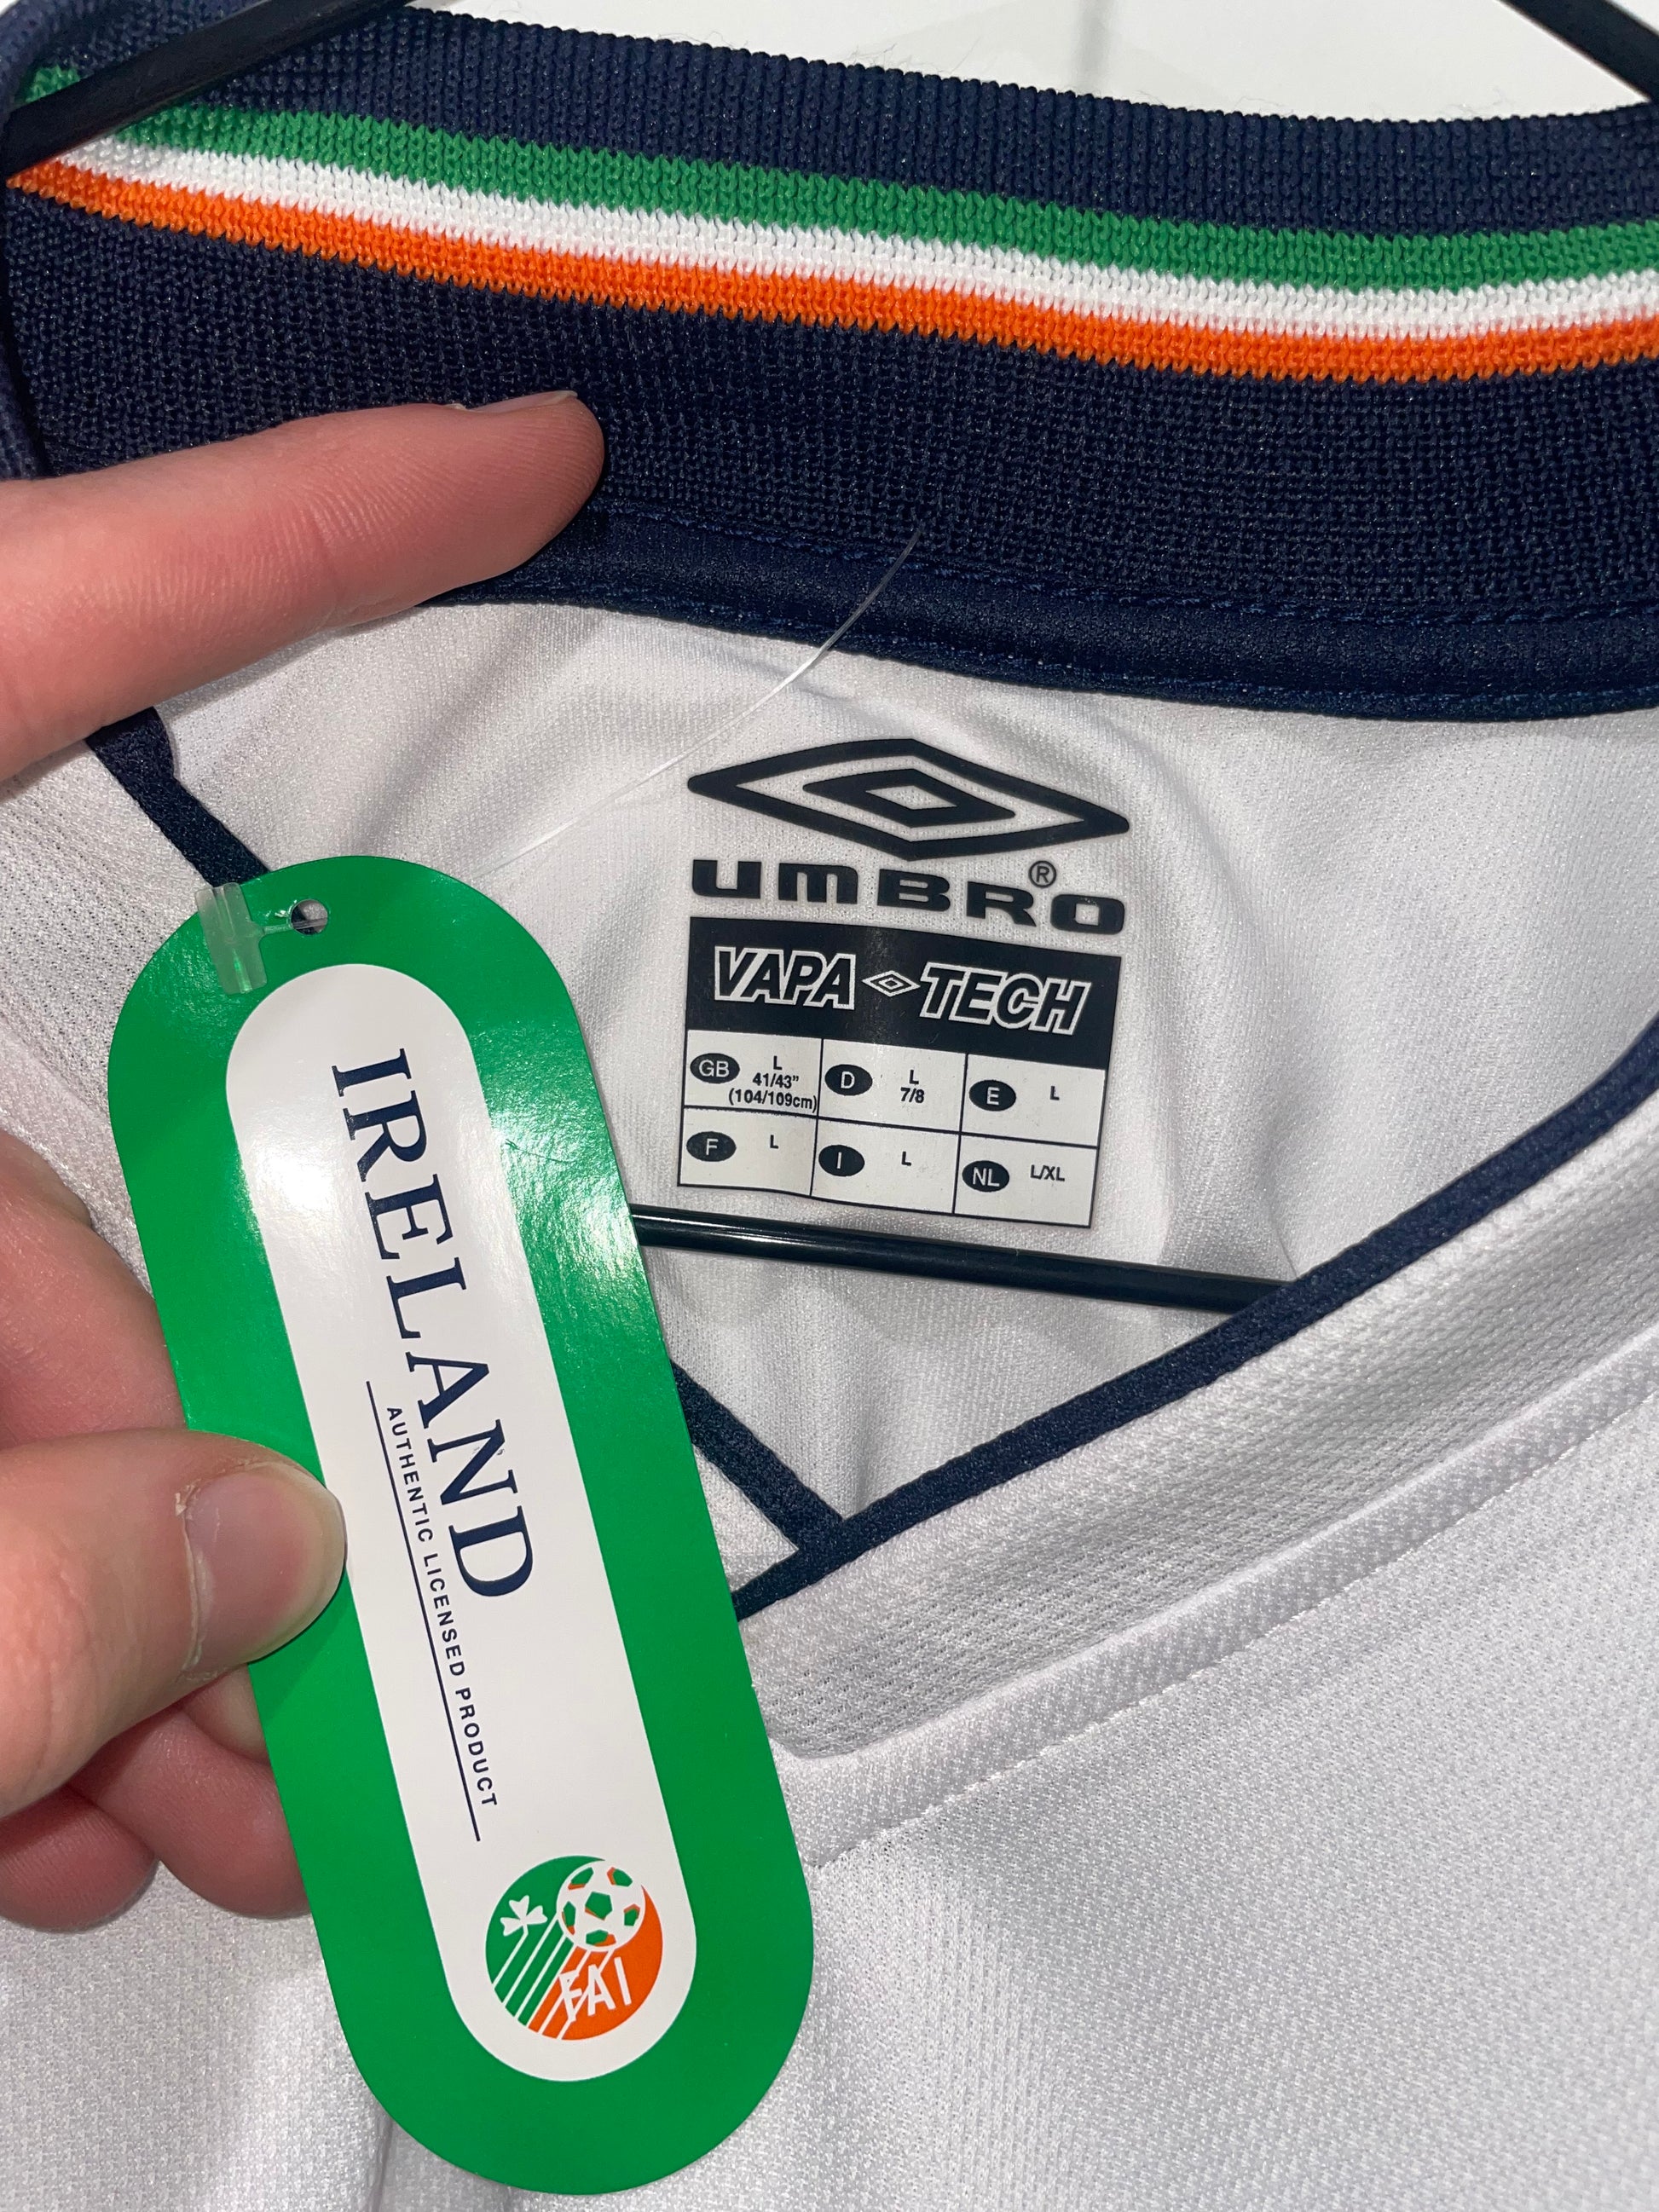 UMBRO®
VAPA TECH
GB L 41/43" (104/109cm)
D L 7/8
E L
F L
I L
NL L/XL
IRELAND
AUTHENTIC LICENSED PRODUCT
FAI